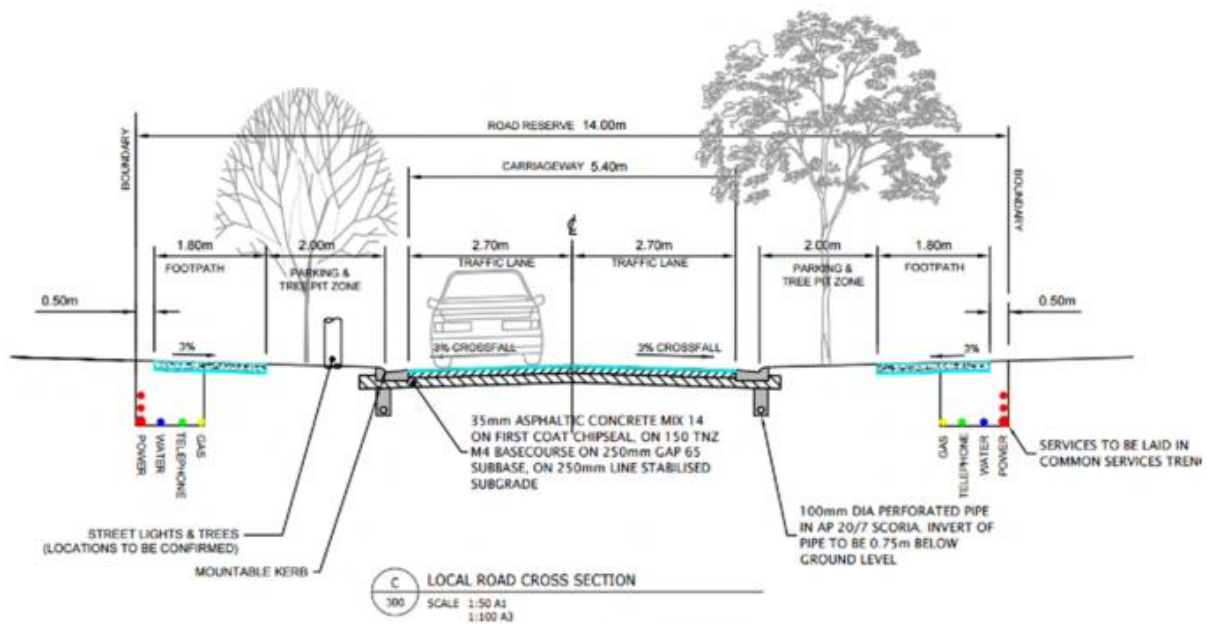 ROAD RESERVE 14.00m
CARRIAGEWAY 5.40m
BOUNDARY
BOUNDARY
1.80m
FOOTPATH
2.00m
PARKING &
TREE PIT ZONE
2.70m
TRAFFIC LANE
2.70m
TRAFFIC LANE
2.00m
PARKING &
TREE PIT ZONE
1.80m
FOOTPATH
0.50m
0.50m
3%
3% CROSSFALL
3% CROSSFALL
3%
POWER
WATER
TELEPHONE
GAS
35mm ASPHALTIC CONCRETE MIX 14
ON FIRST COAT CHIPSEAL, ON 150 TNZ
M4 BASECOURSE ON 250mm GAP 65
SUBBASE, ON 250mm LINE STABILISED
SUBGRADE
GAS
TELEPHONE
WATER
POWER
SERVICES TO BE LAID IN
COMMON SERVICES TREN
100mm DIA PERFORATED PIPE
IN AP 20/7 SCORIA. INVERT OF
PIPE TO BE 0.75m BELOW
GROUND LEVEL
STREET LIGHTS & TREES
(LOCATIONS TO BE CONFIRMED)
MOUNTABLE KERB
C
LOCAL ROAD CROSS SECTION
SCALE 1:50 A1
1:100 A3